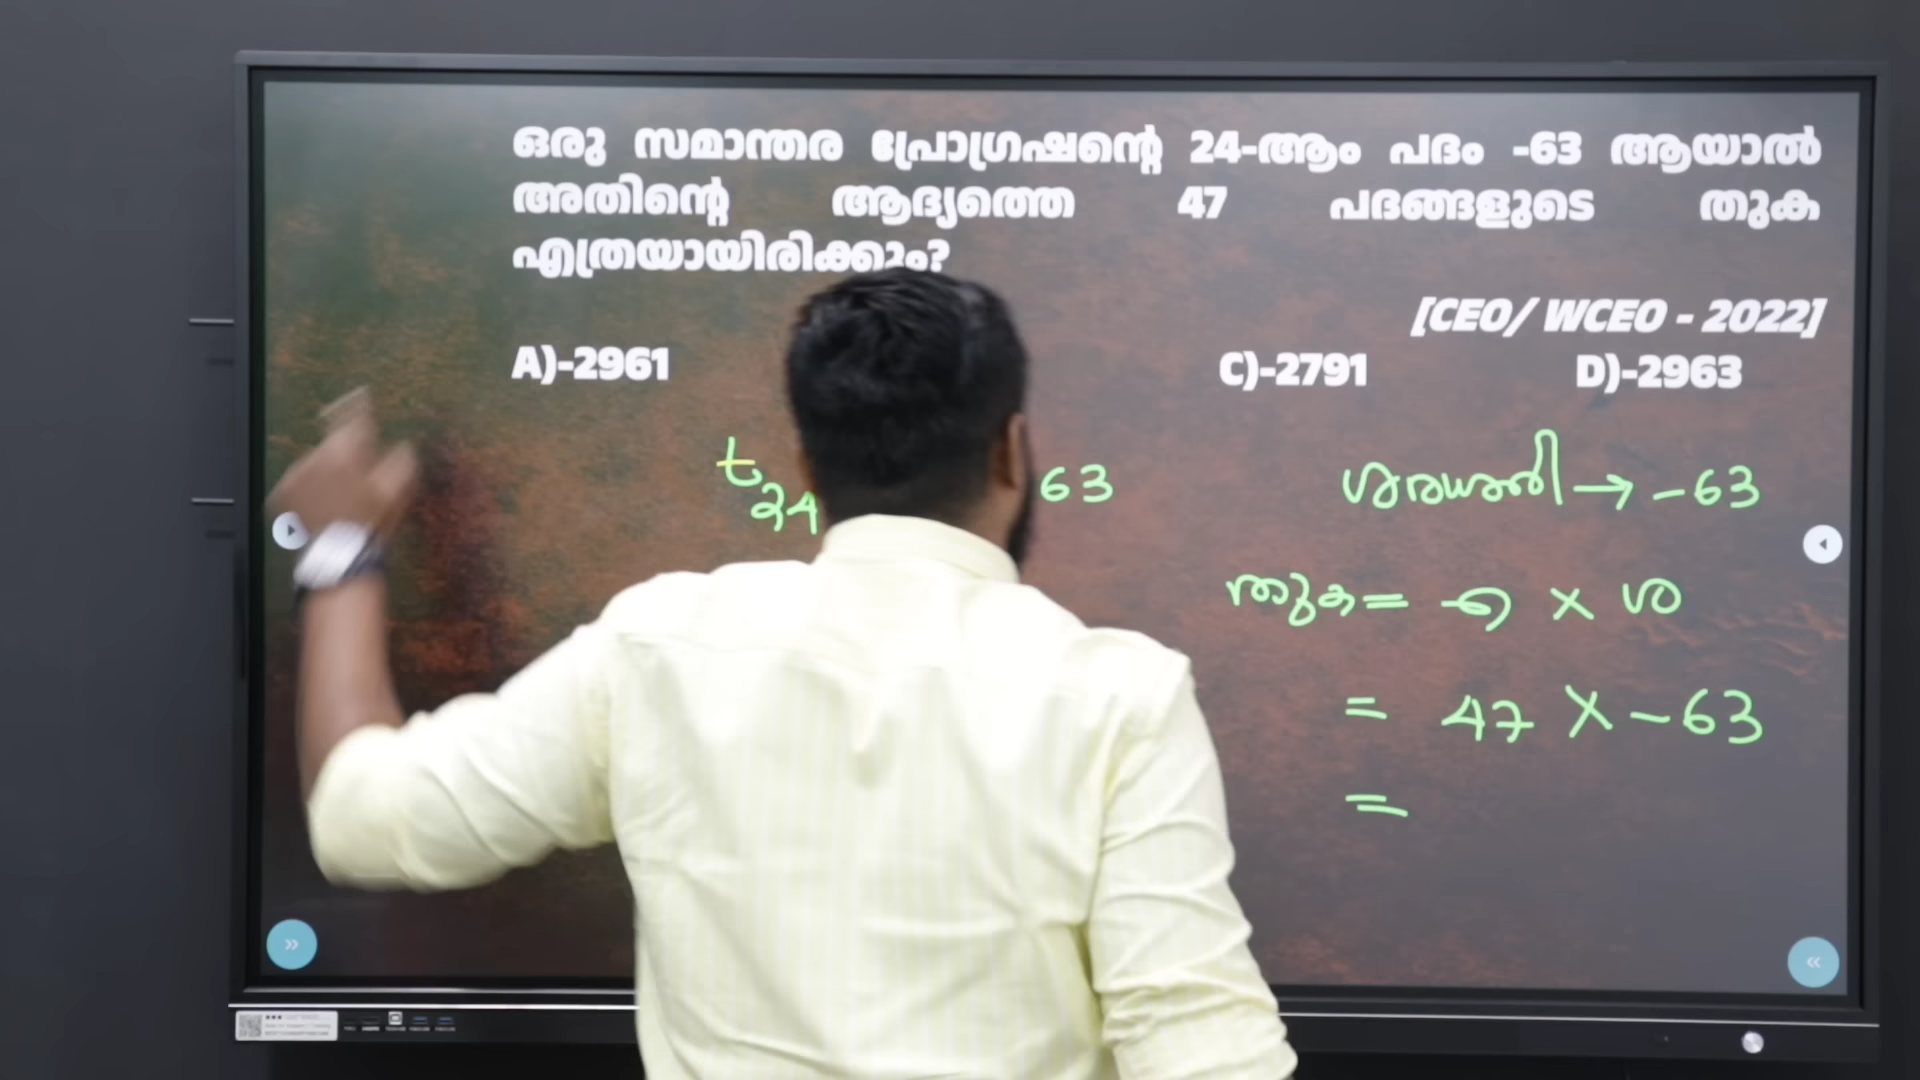 ഒരു സമാന്തര പ്രോഗ്രഷന്റെ 24-ആം പദം -63 ആയാൽ
അതിന്റെ ആദ്യത്തെ 47 പദങ്ങളുടെ തുക
എത്രയായിരിക്കും?
[CEO/ WCEO - 2022]
A)-2961 C)-2791 D)-2963
t24 63 ശരാശരി → -63
തുക = എ × ശ
= 47 × -63
=